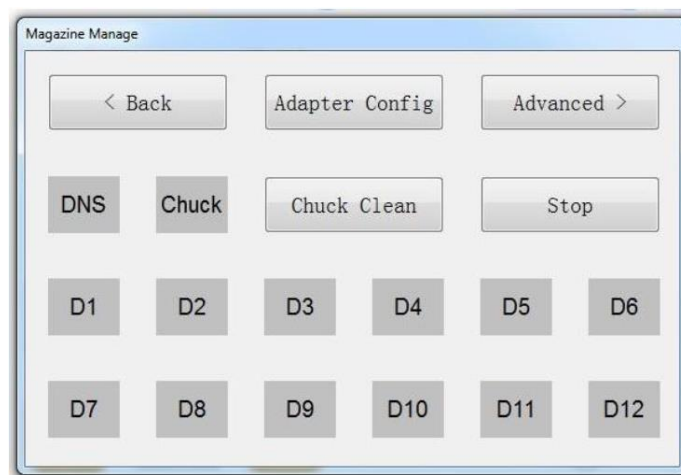 Magazine Manage
< Back Adapter Config Advanced >
DNS Chuck Chuck Clean Stop
D1 D2 D3 D4 D5 D6
D7 D8 D9 D10 D11 D12